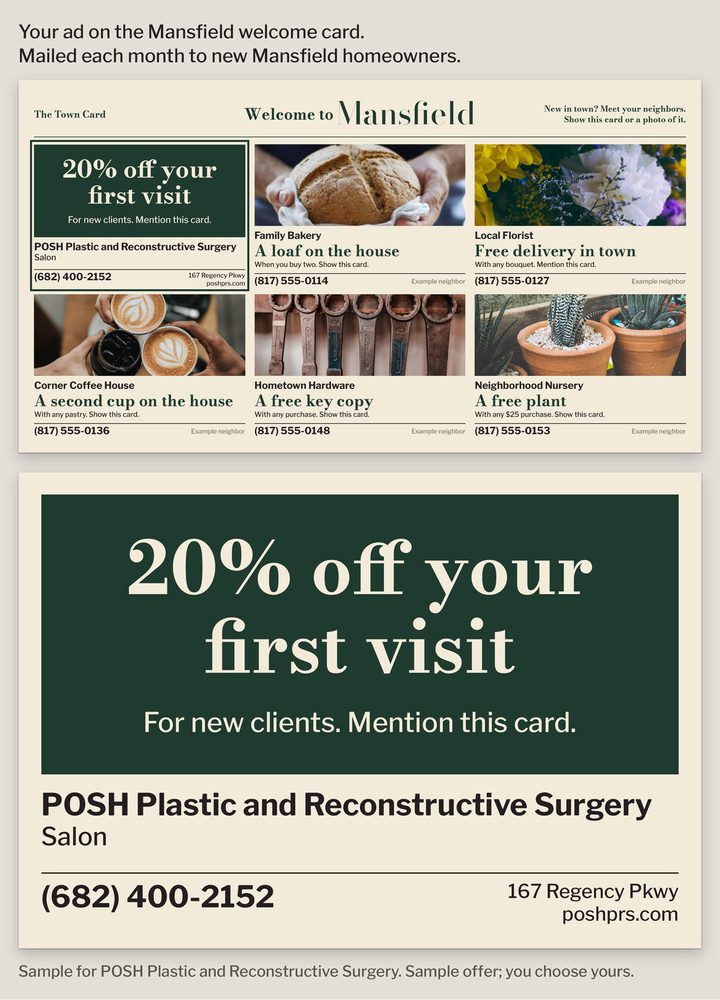 Your ad on the Mansfield welcome card.
Mailed each month to new Mansfield homeowners.
The Town Card
Welcome to Mansfield
New in town? Meet your neighbors.
Show this card or a photo of it.
20% off your
first visit
For new clients. Mention this card.
POSH Plastic and Reconstructive Surgery
Salon
(682) 400-2152
167 Regency Pkwy
poshprs.com
Family Bakery
A loaf on the house
When you buy two. Show this card.
(817) 555-0114
Example neighbor
Local Florist
Free delivery in town
With any bouquet. Mention this card.
(817) 555-0127
Example neighbor
Corner Coffee House
A second cup on the house
With any pastry. Show this card.
(817) 555-0136
Example neighbor
Hometown Hardware
A free key copy
With any purchase. Show this card.
(817) 555-0148
Example neighbor
Neighborhood Nursery
A free plant
With any $25 purchase. Show this card.
(817) 555-0153
Example neighbor
20% off your
first visit
For new clients. Mention this card.
POSH Plastic and Reconstructive Surgery
Salon
(682) 400-2152
167 Regency Pkwy
poshprs.com
Sample for POSH Plastic and Reconstructive Surgery. Sample offer; you choose yours.